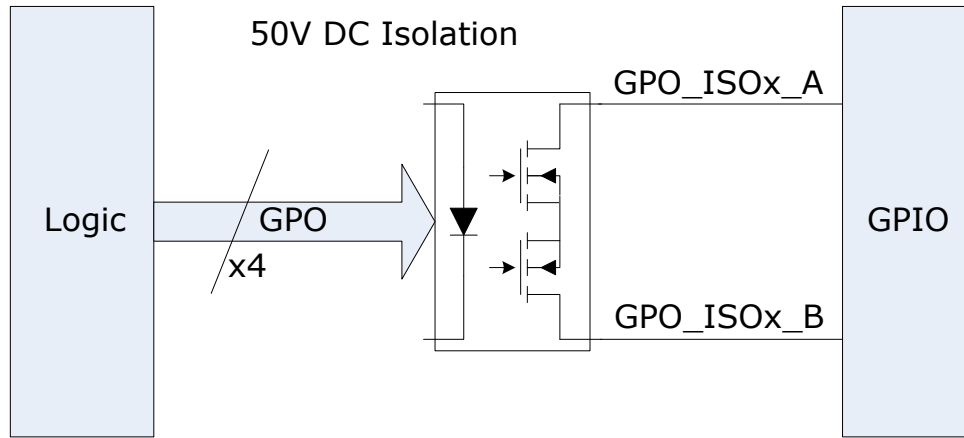 50V DC Isolation
GPO_ISOx_A
Logic
GPO
x4
GPIO
GPO_ISOx_B